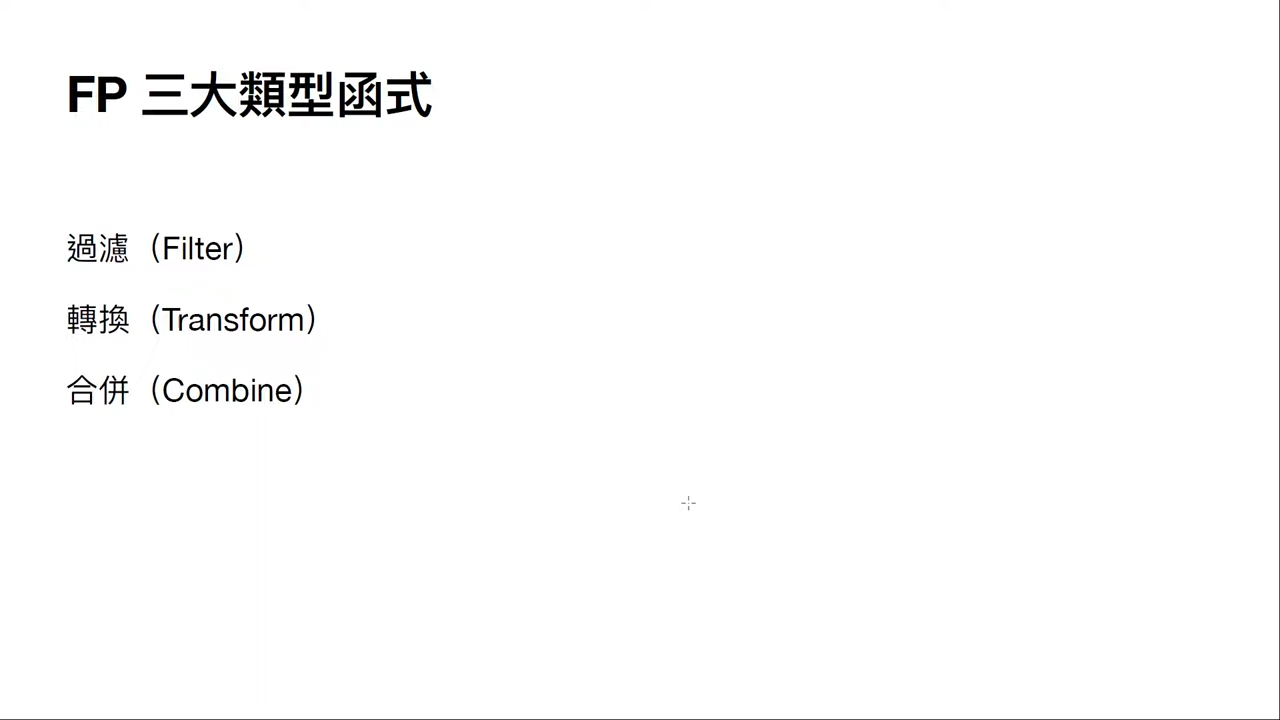 FP 三大類型函式
過濾（Filter）
轉換（Transform）
合併（Combine）